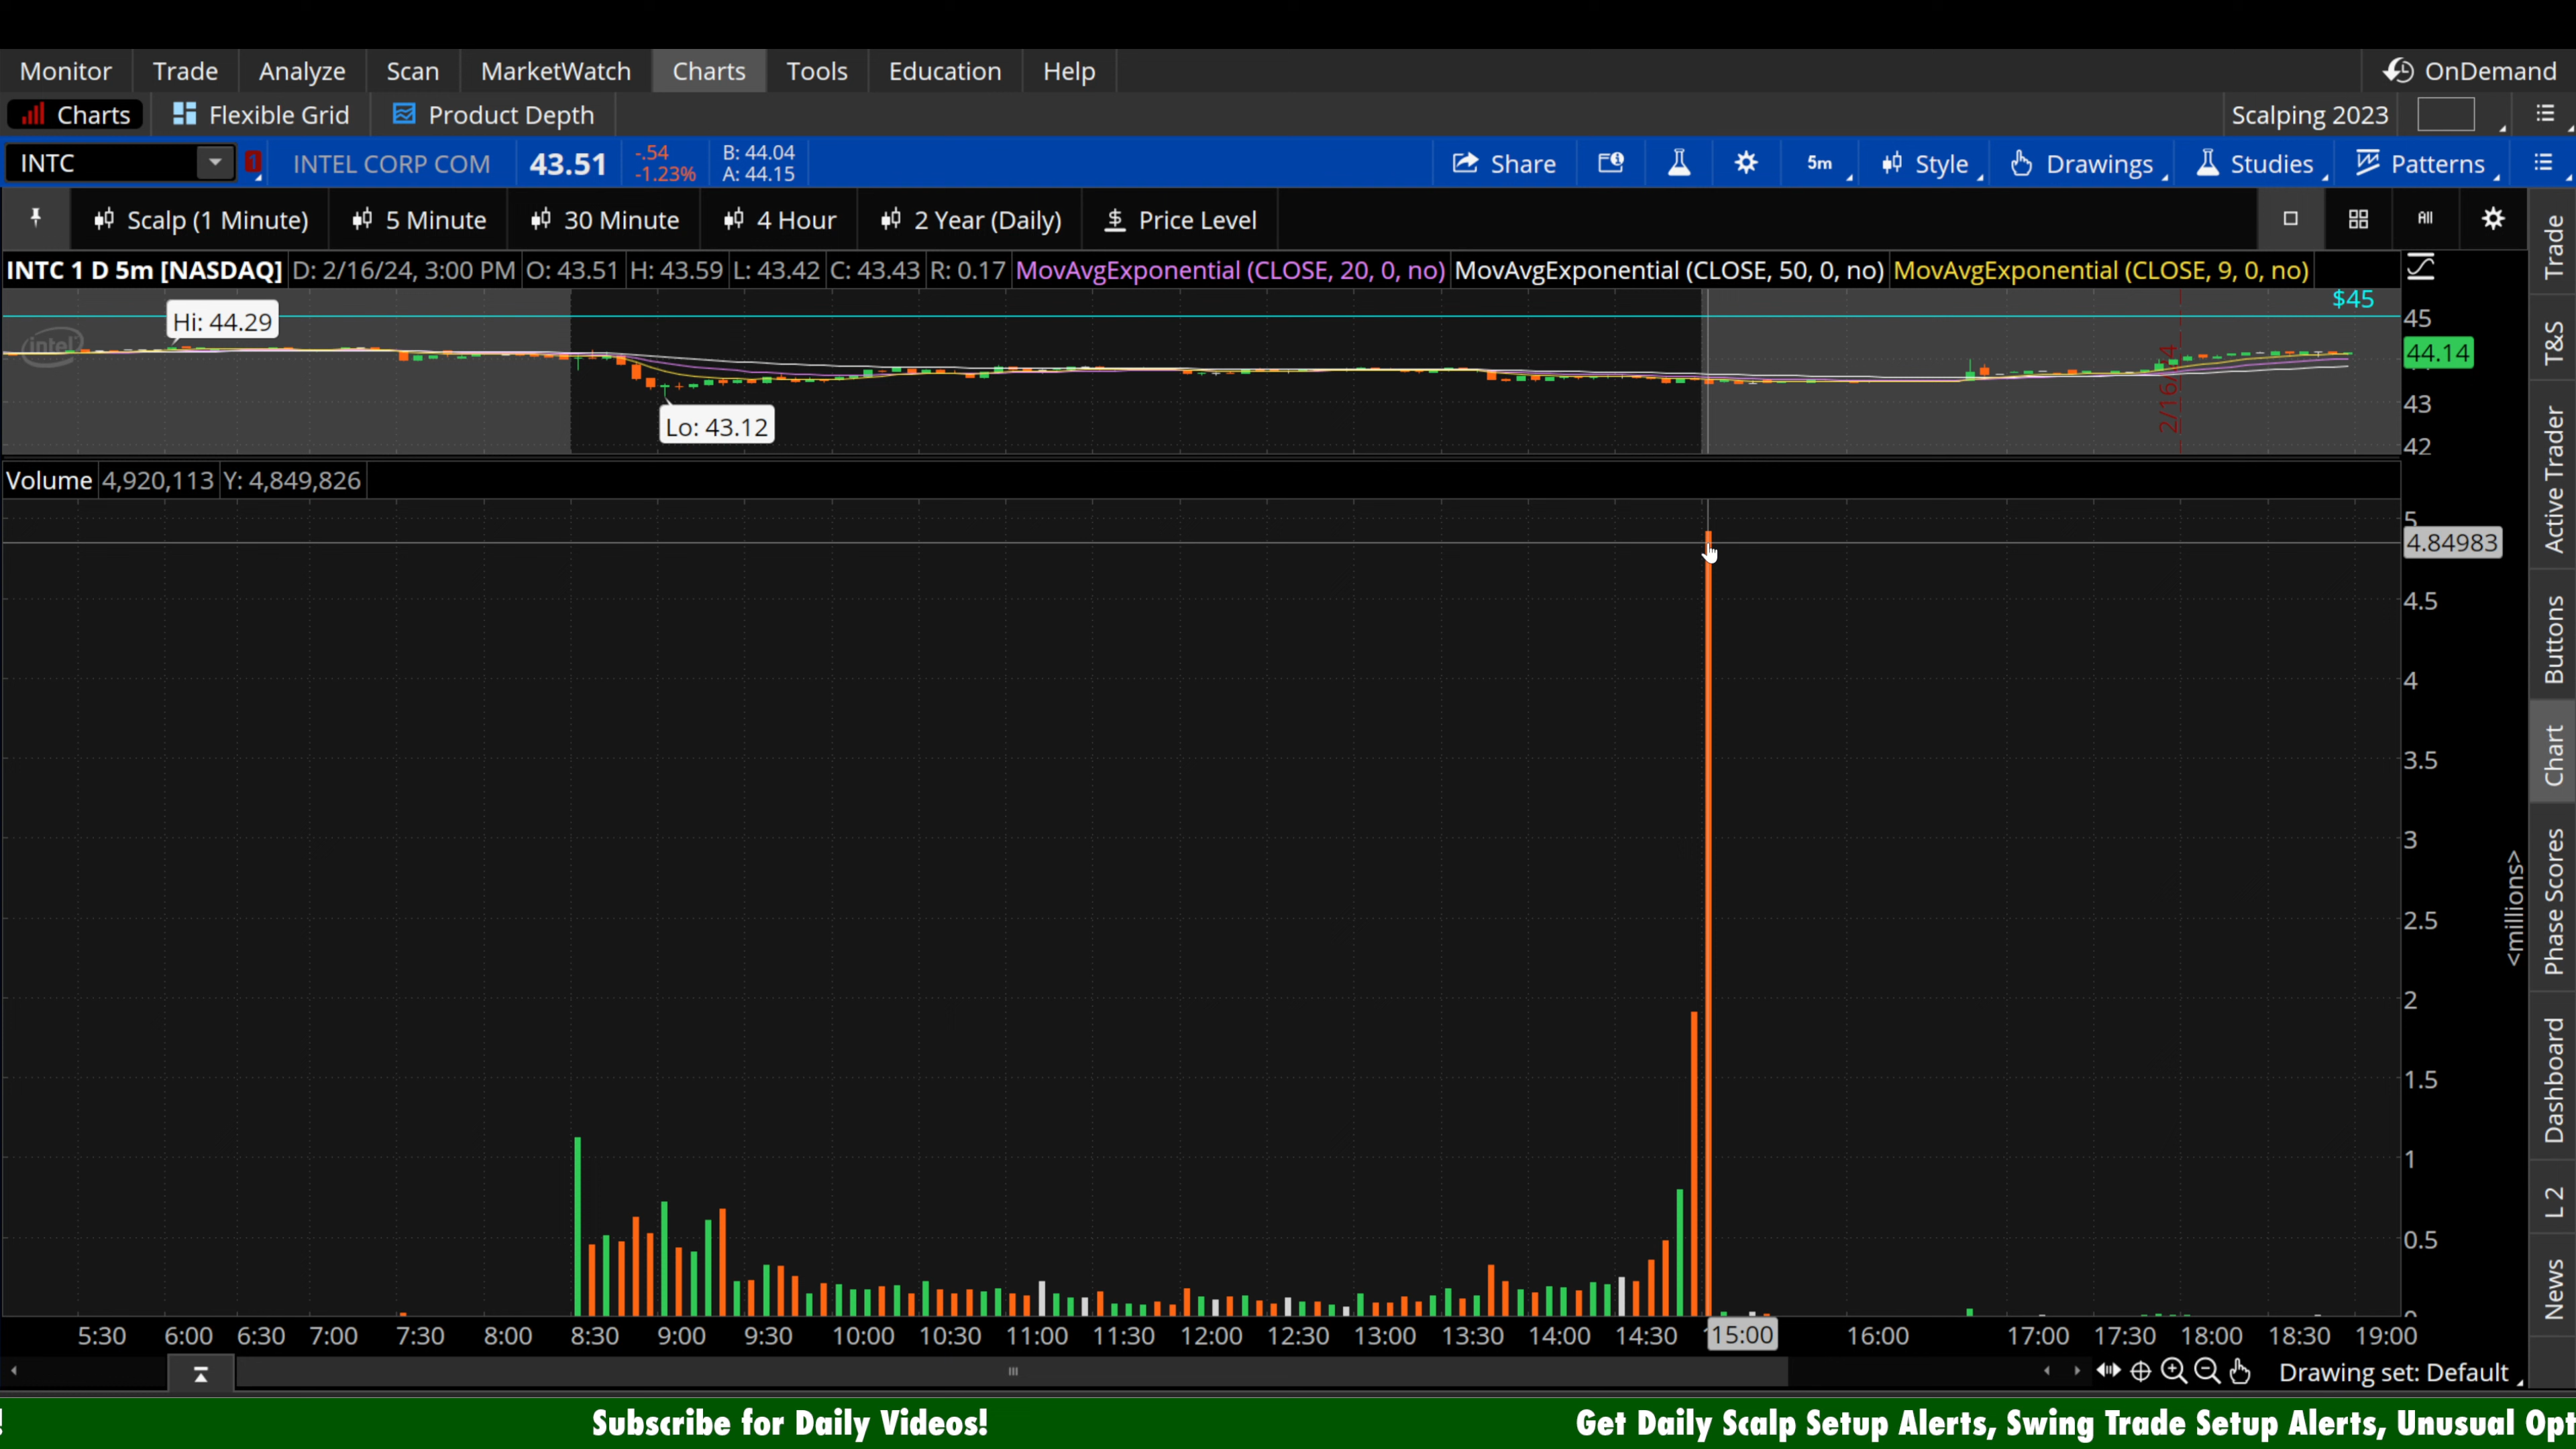 Monitor Trade Analyze Scan MarketWatch Charts Tools Education Help OnDemand
Charts Flexible Grid Product Depth Scalping 2023
INTC 1 INTEL CORP COM 43.51 -.54 -1.23% B: 44.04 A: 44.15 Share 5m Style Drawings Studies Patterns
Scalp (1 Minute) 5 Minute 30 Minute 4 Hour 2 Year (Daily) $ Price Level All
INTC 1 D 5m [NASDAQ] D: 2/16/24, 3:00 PM O: 43.51 H: 43.59 L: 43.42 C: 43.43 R: 0.17 MovAvgExponential (CLOSE, 20, 0, no) MovAvgExponential (CLOSE, 50, 0, no) MovAvgExponential (CLOSE, 9, 0, no)
$45
Hi: 44.29
intel
45
44.14
43
42
Lo: 43.12
Volume 4,920,113 Y: 4,849,826
5
4.84983
4.5
4
3.5
3
2.5
2
1.5
1
0.5
0
<millions>
5:30 6:00 6:30 7:00 7:30 8:00 8:30 9:00 9:30 10:00 10:30 11:00 11:30 12:00 12:30 13:00 13:30 14:00 14:30 15:00 16:00 17:00 17:30 18:00 18:30 19:00
Drawing set: Default
Trade
T&S
Active Trader
Buttons
Chart
Phase Scores
Dashboard
L 2
News
! Subscribe for Daily Videos! Get Daily Scalp Setup Alerts, Swing Trade Setup Alerts, Unusual Opt